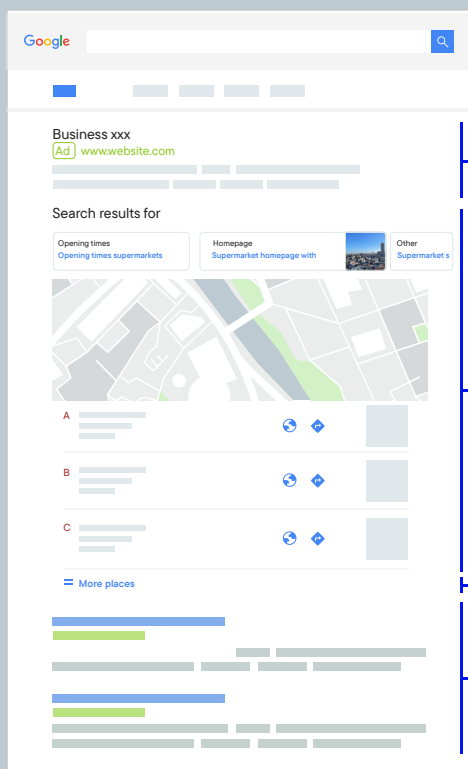 Google
Business xxx
Ad www.website.com
Search results for
Opening times
Opening times supermarkets
Homepage
Supermarket homepage with
Other
Supermarket s
A
B
C
More places